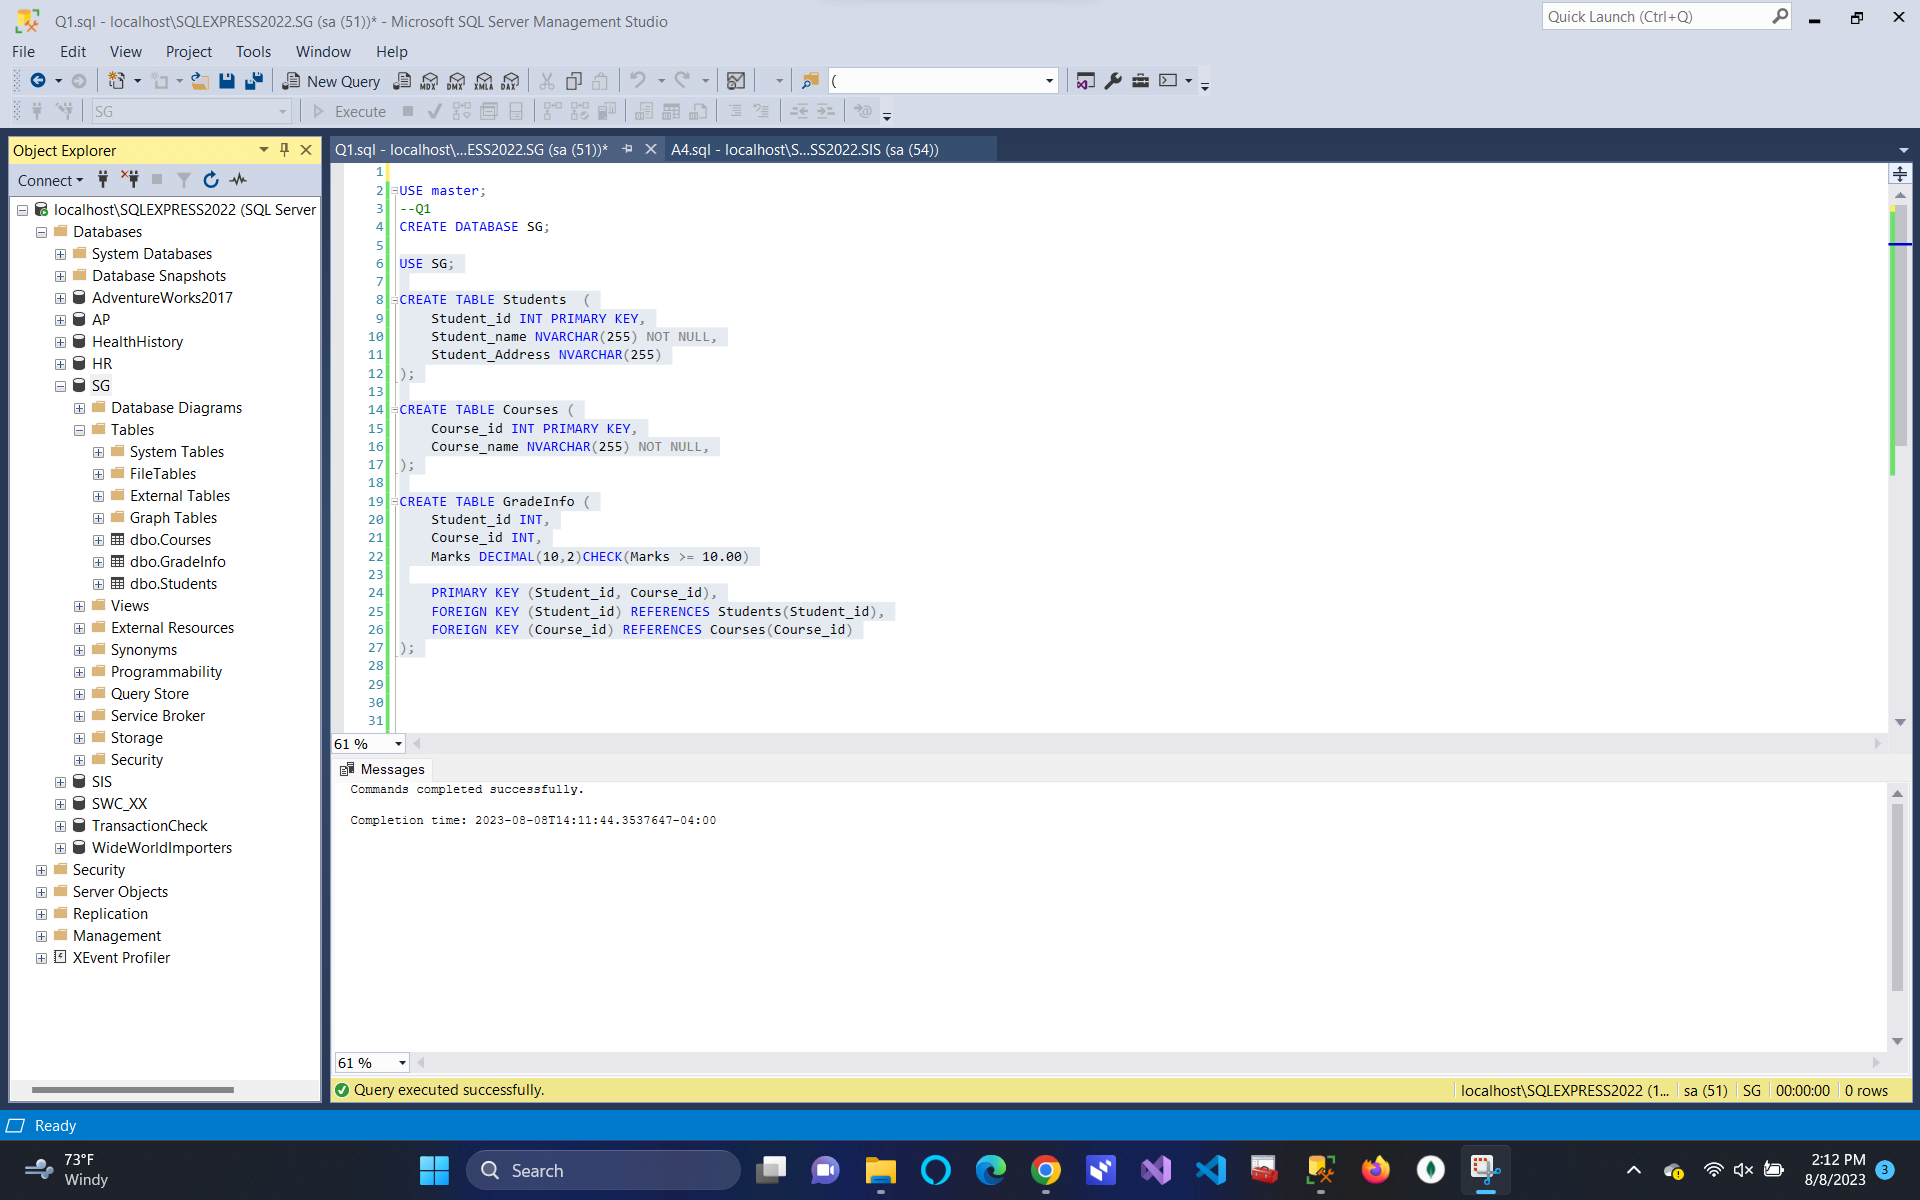 Q1.sql - localhost\SQLEXPRESS2022.SG (sa (51))* - Microsoft SQL Server Management Studio
Quick Launch (Ctrl+Q)
File Edit View Project Tools Window Help
New Query MDX DMX XMLA DAX (
SG Execute
Object Explorer
Connect
localhost\SQLEXPRESS2022 (SQL Server
Databases
System Databases
Database Snapshots
AdventureWorks2017
AP
HealthHistory
HR
SG
Database Diagrams
Tables
System Tables
FileTables
External Tables
Graph Tables
dbo.Courses
dbo.GradeInfo
dbo.Students
Views
External Resources
Synonyms
Programmability
Query Store
Service Broker
Storage
Security
SIS
SWC_XX
TransactionCheck
WideWorldImporters
Security
Server Objects
Replication
Management
XEvent Profiler
Q1.sql - localhost\...ESS2022.SG (sa (51))* A4.sql - localhost\S...SS2022.SIS (sa (54))
1
2 USE master;
3 --Q1
4 CREATE DATABASE SG;
5
6 USE SG;
7
8 CREATE TABLE Students  (
9 Student_id INT PRIMARY KEY,
10 Student_name NVARCHAR(255) NOT NULL,
11 Student_Address NVARCHAR(255)
12 );
13
14 CREATE TABLE Courses (
15 Course_id INT PRIMARY KEY,
16 Course_name NVARCHAR(255) NOT NULL,
17 );
18
19 CREATE TABLE GradeInfo (
20 Student_id INT,
21 Course_id INT,
22 Marks DECIMAL(10,2)CHECK(Marks >= 10.00)
23
24 PRIMARY KEY (Student_id, Course_id),
25 FOREIGN KEY (Student_id) REFERENCES Students(Student_id),
26 FOREIGN KEY (Course_id) REFERENCES Courses(Course_id)
27 );
28
29
30
31
61 %
Messages
Commands completed successfully.
Completion time: 2023-08-08T14:11:44.3537647-04:00
61 %
Query executed successfully. localhost\SQLEXPRESS2022 (1... sa (51) SG 00:00:00 0 rows
Ready
73°F
Windy
Search
2:12 PM
8/8/2023
3